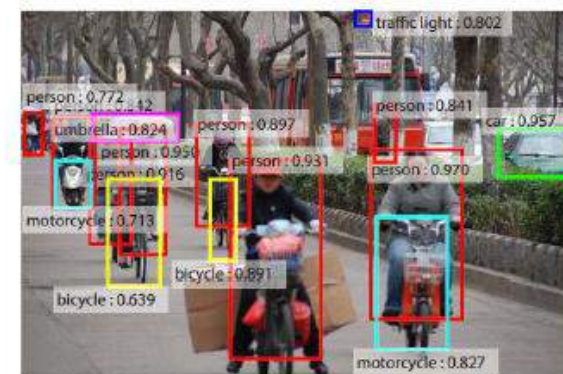 traffic light : 0.802
person : 0.772
umbrella : 0.824
person : 0.897
person : 0.841
car : 0.957
person : 0.950
person : 0.931
person : 0.970
person : 0.916
motorcycle : 0.713
bicycle : 0.891
bicycle : 0.639
motorcycle : 0.827